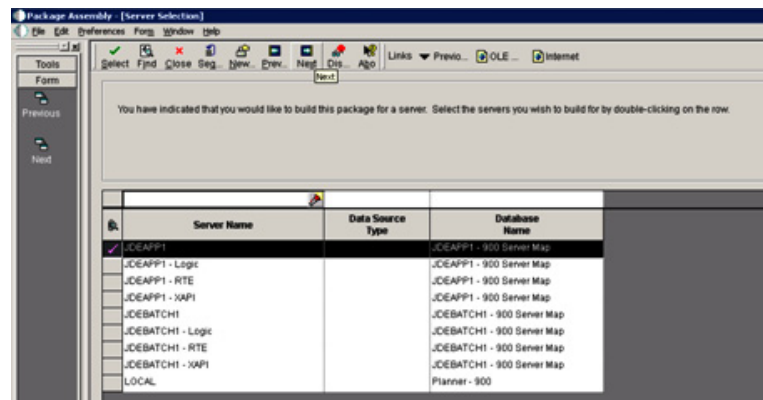 Package Assembly - [Server Selection]
File Edit Preferences Form Window Help
Tools
Form
Previous
Next
Select Find Close Seg... New... Prev... Next Dis... Abo Links Previo... OLE ... Internet
Next
You have indicated that you would like to build this package for a server. Select the servers you wish to build for by double-clicking on the row.
Server Name Data Source Type Database Name
JDEAPP1 JDEAPP1 - 900 Server Map
JDEAPP1 - Logic JDEAPP1 - 900 Server Map
JDEAPP1 - RTE JDEAPP1 - 900 Server Map
JDEAPP1 - XAPI JDEAPP1 - 900 Server Map
JDEBATCH1 JDEBATCH1 - 900 Server Map
JDEBATCH1 - Logic JDEBATCH1 - 900 Server Map
JDEBATCH1 - RTE JDEBATCH1 - 900 Server Map
JDEBATCH1 - XAPI JDEBATCH1 - 900 Server Map
LOCAL Planner - 900